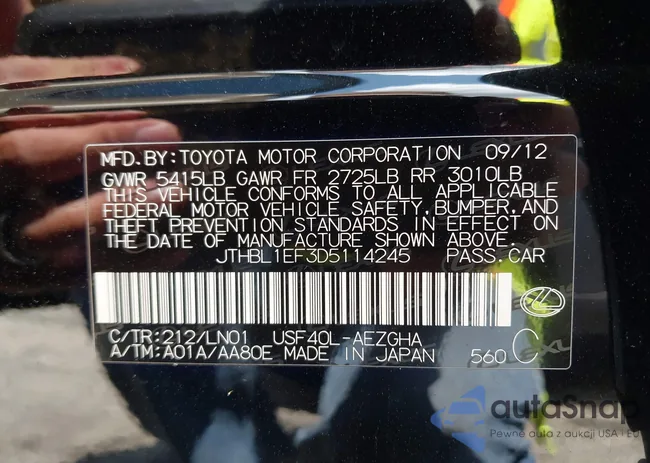 MFD. BY: TOYOTA MOTOR CORPORATION 09/12
GVWR 5415LB GAWR FR 2725LB RR 3010LB
THIS VEHICLE CONFORMS TO ALL APPLICABLE
FEDERAL MOTOR VEHICLE SAFETY, BUMPER, AND
THEFT PREVENTION STANDARDS IN EFFECT ON
THE DATE OF MANUFACTURE SHOWN ABOVE.
JTHBL1EF3D5114245 PASS. CAR
C/TR: 212/LN01 USF40L-AEZGHA
A/TM: A01A/AA80E MADE IN JAPAN 560 C
autoSnap
Pewne auta z aukcji USA i EU